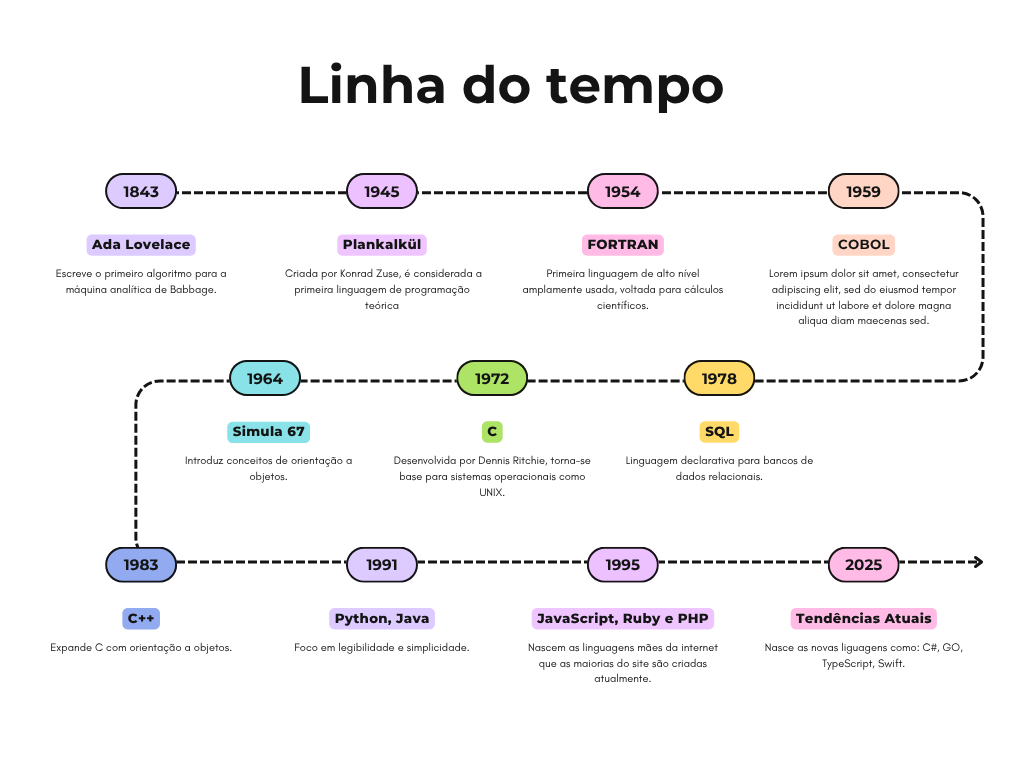 Linha do tempo
1843
1945
1954
1959
Ada Lovelace
Escreve o primeiro algoritmo para a
máquina analítica de Babbage.
Plankalkül
Criada por Konrad Zuse, é considerada a
primeira linguagem de programação
teórica
FORTRAN
Primeira linguagem de alto nível
amplamente usada, voltada para cálculos
científicos.
COBOL
Lorem ipsum dolor sit amet, consectetur
adipiscing elit, sed do eiusmod tempor
incididunt ut labore et dolore magna
aliqua diam maecenas sed.
1964
1972
1978
Simula 67
Introduz conceitos de orientação a
objetos.
C
Desenvolvida por Dennis Ritchie, torna-se
base para sistemas operacionais como
UNIX.
SQL
Linguagem declarativa para bancos de
dados relacionais.
1983
1991
1995
2025
C++
Expande C com orientação a objetos.
Python, Java
Foco em legibilidade e simplicidade.
JavaScript, Ruby e PHP
Nascem as linguagens mães da internet
que as maiorias do site são criadas
atualmente.
Tendências Atuais
Nasce as novas liguagens como: C#, GO,
TypeScript, Swift.